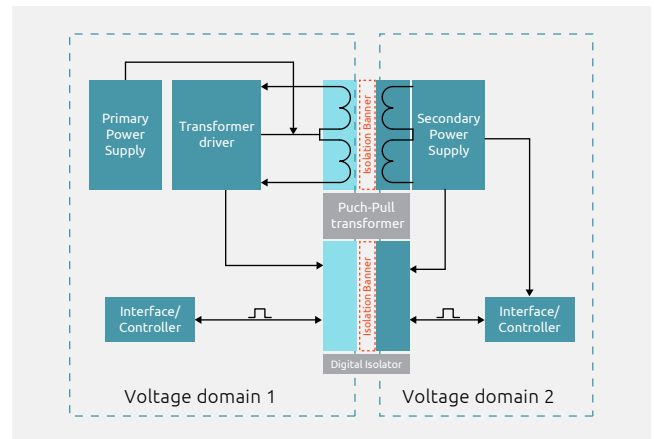 Primary
Power
Supply
Transformer
driver
Isolation Banner
Secondary
Power
Supply
Puch-Pull
transformer
Isolation Banner
Interface/
Controller
Interface/
Controller
Digital Isolator
Voltage domain 1
Voltage domain 2